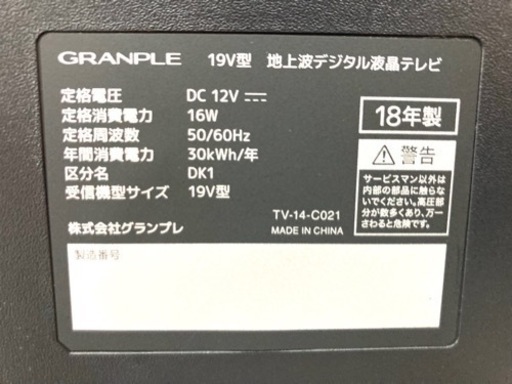 GRANPLE 19V型 地上波デジタル液晶テレビ
定格電圧 DC 12V ⎓
定格消費電力 16W
定格周波数 50/60Hz
年間消費電力 30kWh/年
区分名 DK1
受信機型サイズ 19V型
18年製
⚠警告
サービスマン以外は
内部の部品に触らな
いでください。高圧部
分が数多くあり、万一
さわると危険です。
TV-14-C021
株式会社グランプレ MADE IN CHINA
製造番号